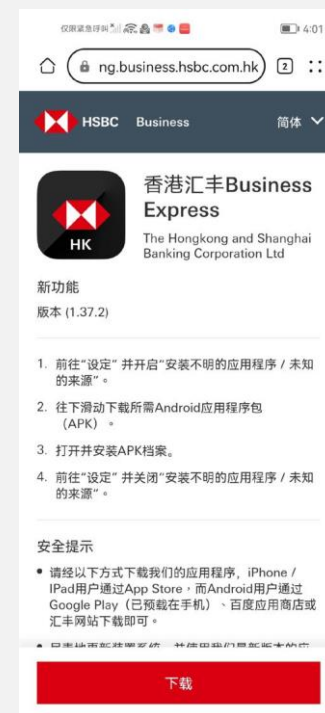 仅限紧急呼叫
4:01
ng.business.hsbc.com.hk
2
HSBC Business
简体
香港汇丰Business
Express
HK
The Hongkong and Shanghai
Banking Corporation Ltd
新功能
版本 (1.37.2)
1. 前往“设定” 并开启“安装不明的应用程序 / 未知
的来源”。
2. 往下滑动下载所需Android应用程序包
（APK）。
3. 打开并安装APK档案。
4. 前往“设定” 并关闭“安装不明的应用程序 / 未知
的来源”。
安全提示
• 请经以下方式下载我们的应用程序，iPhone /
IPad用户通过App Store，而Android用户通过
Google Play（已预载在手机）、百度应用商店或
汇丰网站下载即可。
下载